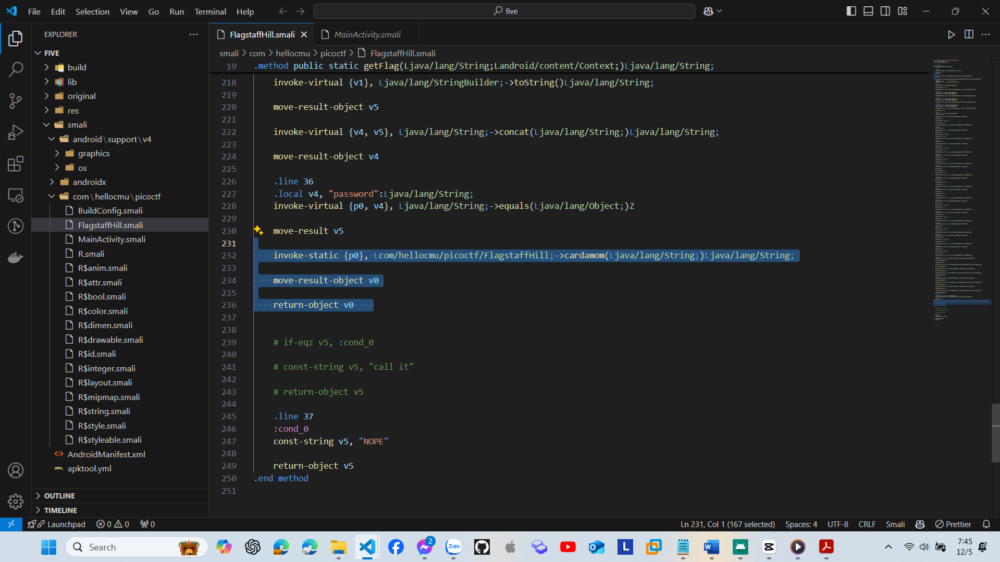 File Edit Selection View Go Run Terminal Help
five
EXPLORER
FIVE
build
lib
original
res
smali
android\support\v4
graphics
os
androidx
com\hellocmu\picoctf
BuildConfig.smali
FlagstaffHill.smali
MainActivity.smali
R.smali
R$anim.smali
R$attr.smali
R$bool.smali
R$color.smali
R$dimen.smali
R$drawable.smali
R$id.smali
R$integer.smali
R$layout.smali
R$mipmap.smali
R$string.smali
R$style.smali
R$styleable.smali
AndroidManifest.xml
apktool.yml
OUTLINE
TIMELINE
FlagstaffHill.smali MainActivity.smali
smali > com > hellocmu > picoctf > FlagstaffHill.smali
19 .method public static getFlag(Ljava/lang/String;Landroid/content/Context;)Ljava/lang/String;
218 invoke-virtual {v1}, Ljava/lang/StringBuilder;->toString()Ljava/lang/String;
219
220 move-result-object v5
221
222 invoke-virtual {v4, v5}, Ljava/lang/String;->concat(Ljava/lang/String;)Ljava/lang/String;
223
224 move-result-object v4
225
226 .line 36
227 .local v4, "password":Ljava/lang/String;
228 invoke-virtual {p0, v4}, Ljava/lang/String;->equals(Ljava/lang/Object;)Z
229
230 move-result v5
231
232 invoke-static {p0}, Lcom/hellocmu/picoctf/FlagstaffHill;->cardamom(Ljava/lang/String;)Ljava/lang/String;
233
234 move-result-object v0
235
236 return-object v0
237
238
239 # if-eqz v5, :cond_0
240
241 # const-string v5, "call it"
242
243 # return-object v5
244
245 .line 37
246 :cond_0
247 const-string v5, "NOPE"
248
249 return-object v5
250 .end method
251
Launchpad 0 0 0 Ln 231, Col 1 (167 selected) Spaces: 4 UTF-8 CRLF Smali Prettier
Search 2 Zalo L W 7:45
12/5